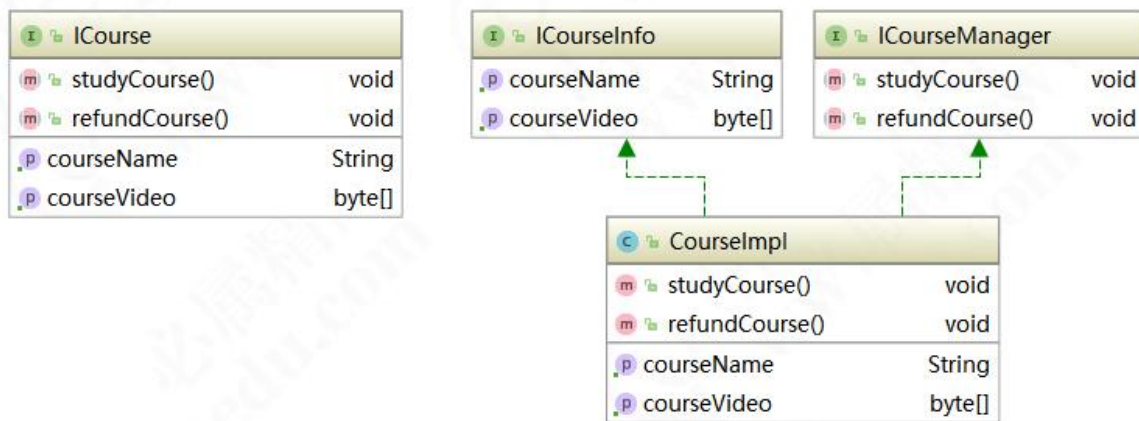 ICourse
studyCourse() void
refundCourse() void
courseName String
courseVideo byte[]
ICourseInfo
courseName String
courseVideo byte[]
ICourseManager
studyCourse() void
refundCourse() void
CourseImpl
studyCourse() void
refundCourse() void
courseName String
courseVideo byte[]